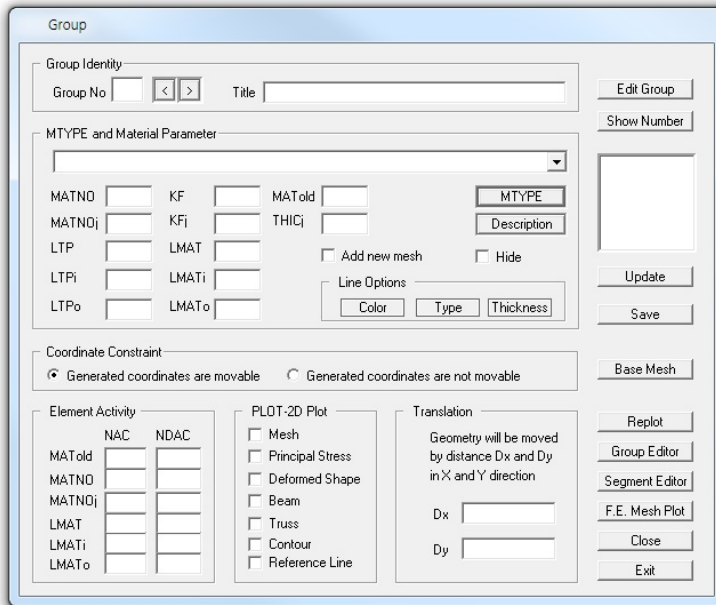 Group
Group Identity
Group No < > Title
Edit Group
Show Number
MTYPE and Material Parameter
MATNO KF MATold MTYPE
MATNOj KFj THICj Description
LTP LMAT Add new mesh Hide
LTPi LMATi Line Options
LTPo LMATo Color Type Thickness
Update
Save
Coordinate Constraint
Generated coordinates are movable Generated coordinates are not movable
Base Mesh
Element Activity
NAC NDAC
MATold
MATNO
MATNOj
LMAT
LMATi
LMATo
PLOT-2D Plot
Mesh
Principal Stress
Deformed Shape
Beam
Truss
Contour
Reference Line
Translation
Geometry will be moved
by distance Dx and Dy
in X and Y direction
Dx
Dy
Replot
Group Editor
Segment Editor
F.E. Mesh Plot
Close
Exit